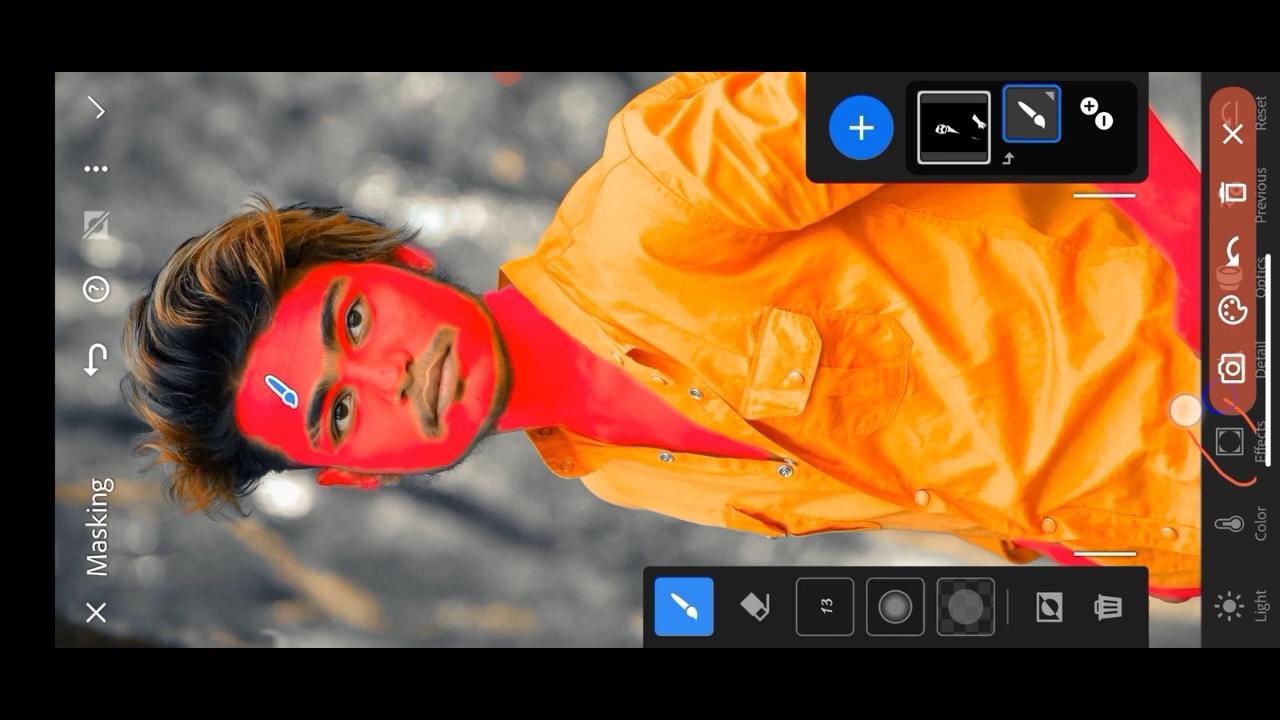 Masking
13
Light
Color
Effects
Detail
Optics
Previous
Reset